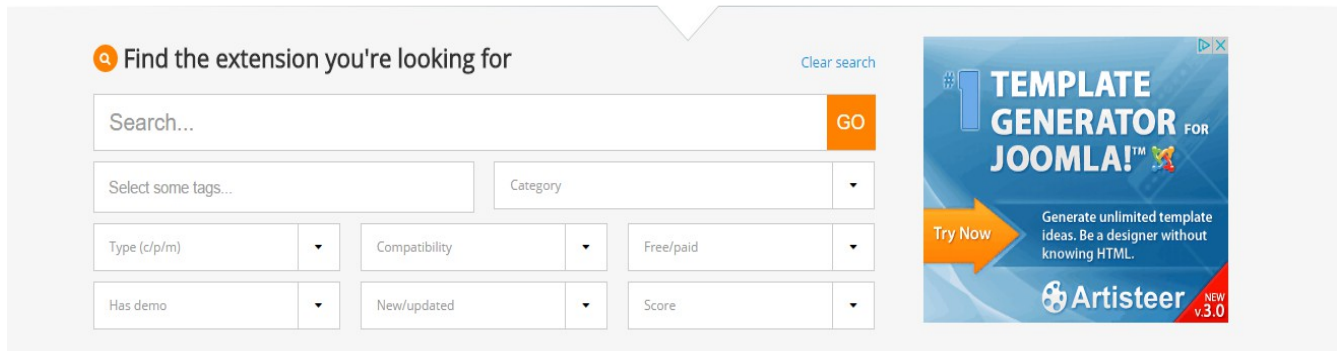 Find the extension you're looking for
Clear search
Search...
GO
Select some tags...
Category
Type (c/p/m)
Compatibility
Free/paid
Has demo
New/updated
Score
#1 TEMPLATE
GENERATOR FOR
JOOMLA!™
Try Now
Generate unlimited template
ideas. Be a designer without
knowing HTML.
Artisteer
NEW
v.3.0